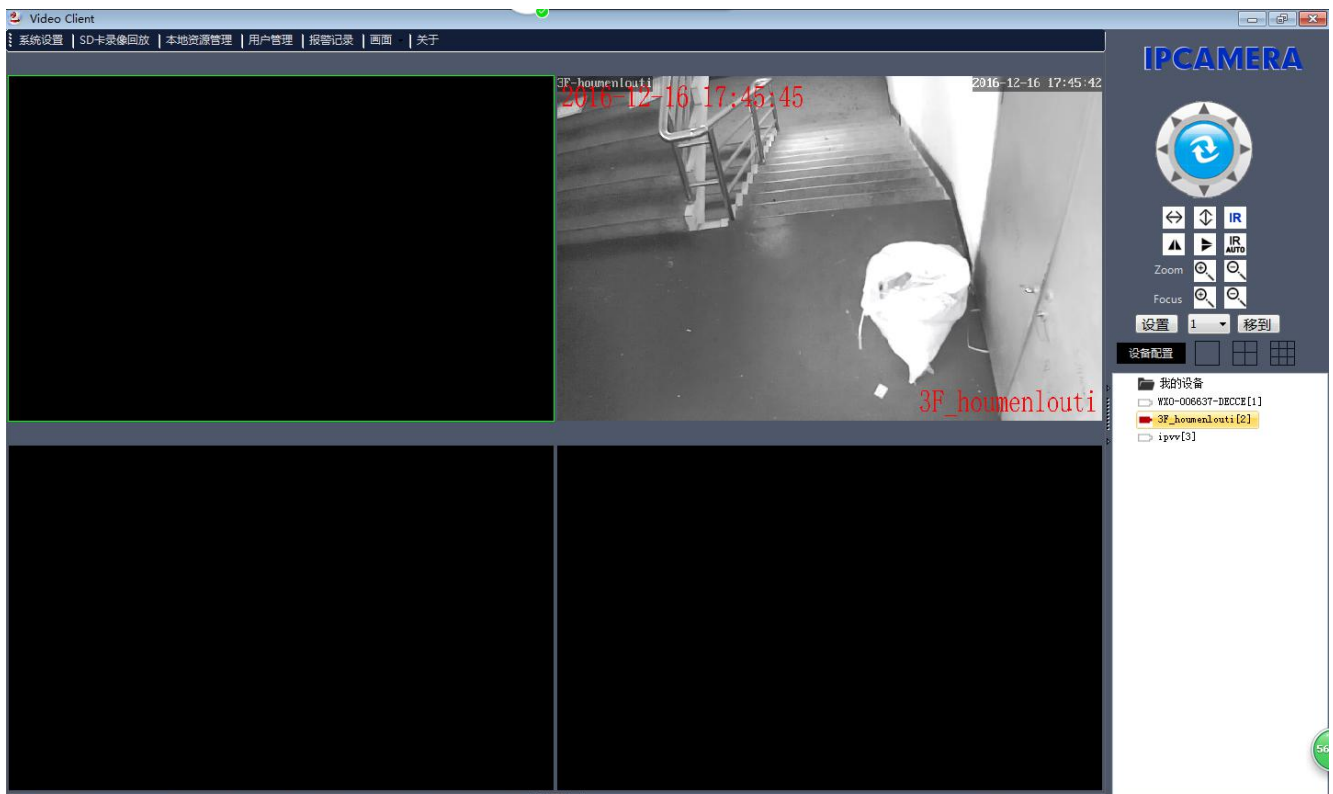 Video Client
系统设置 SD卡录像回放 本地资源管理 用户管理 报警记录 画面 关于
IPCAMERA
3F-houmenlouti 2016-12-16 17:45:42
2016-12-16 17:45:45
3F_houmenlouti
IR
IR AUTO
Zoom
Focus
设置 1 移到
设备配置
我的设备
WXO-006637-DECCE[1]
3F_houmenlouti[2]
ipvv[3]
56